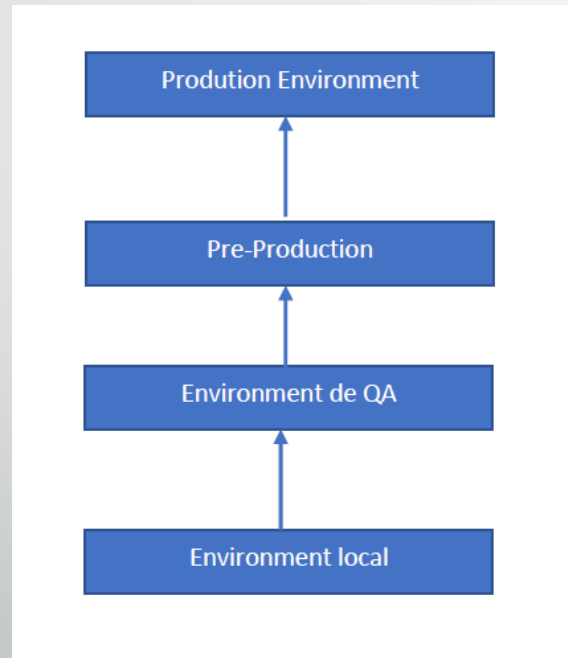 Prodution Environment
Pre-Production
Environment de QA
Environment local